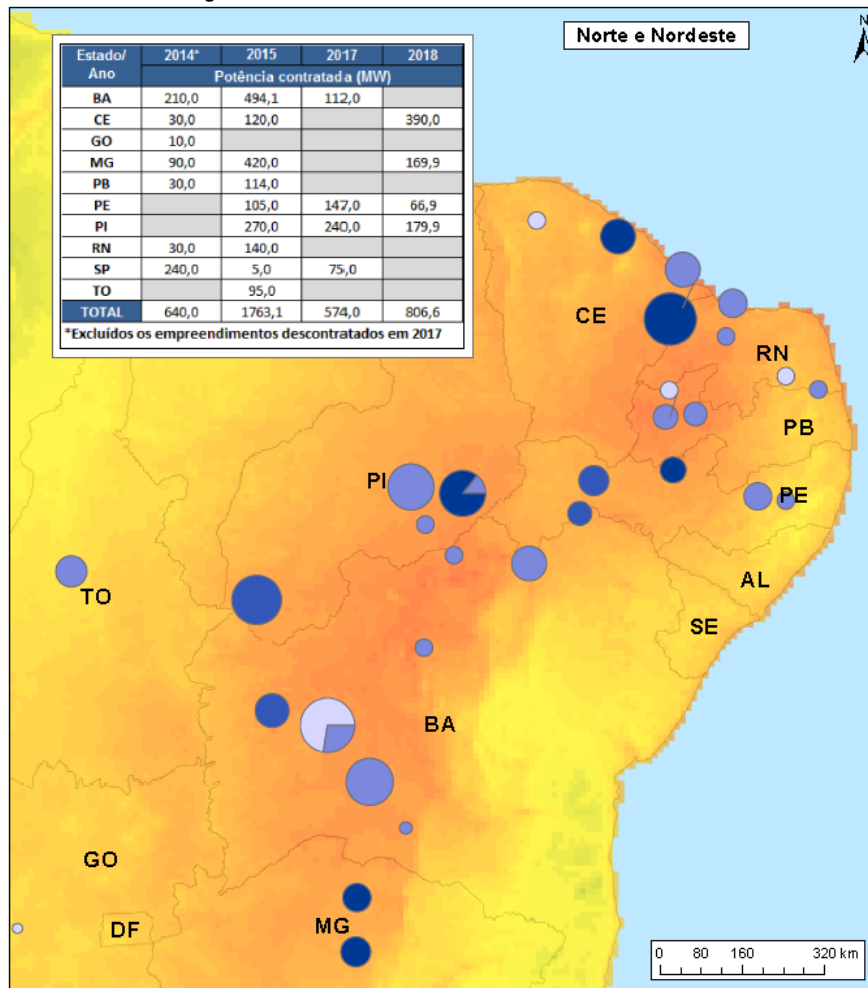 Norte e Nordeste
N
Estado/ Ano 2014* 2015 2017 2018
Potência contratada (MW)
BA 210,0 494,1 112,0
CE 30,0 120,0 390,0
GO 10,0
MG 90,0 420,0 169,9
PB 30,0 114,0
PE 105,0 147,0 66,9
PI 270,0 240,0 179,9
RN 30,0 140,0
SP 240,0 5,0 75,0
TO 95,0
TOTAL 640,0 1763,1 574,0 806,6
*Excluídos os empreendimentos descontratados em 2017
CE
RN
PB
PI
PE
AL
TO
SE
BA
GO
DF
MG
0 80 160 320 km